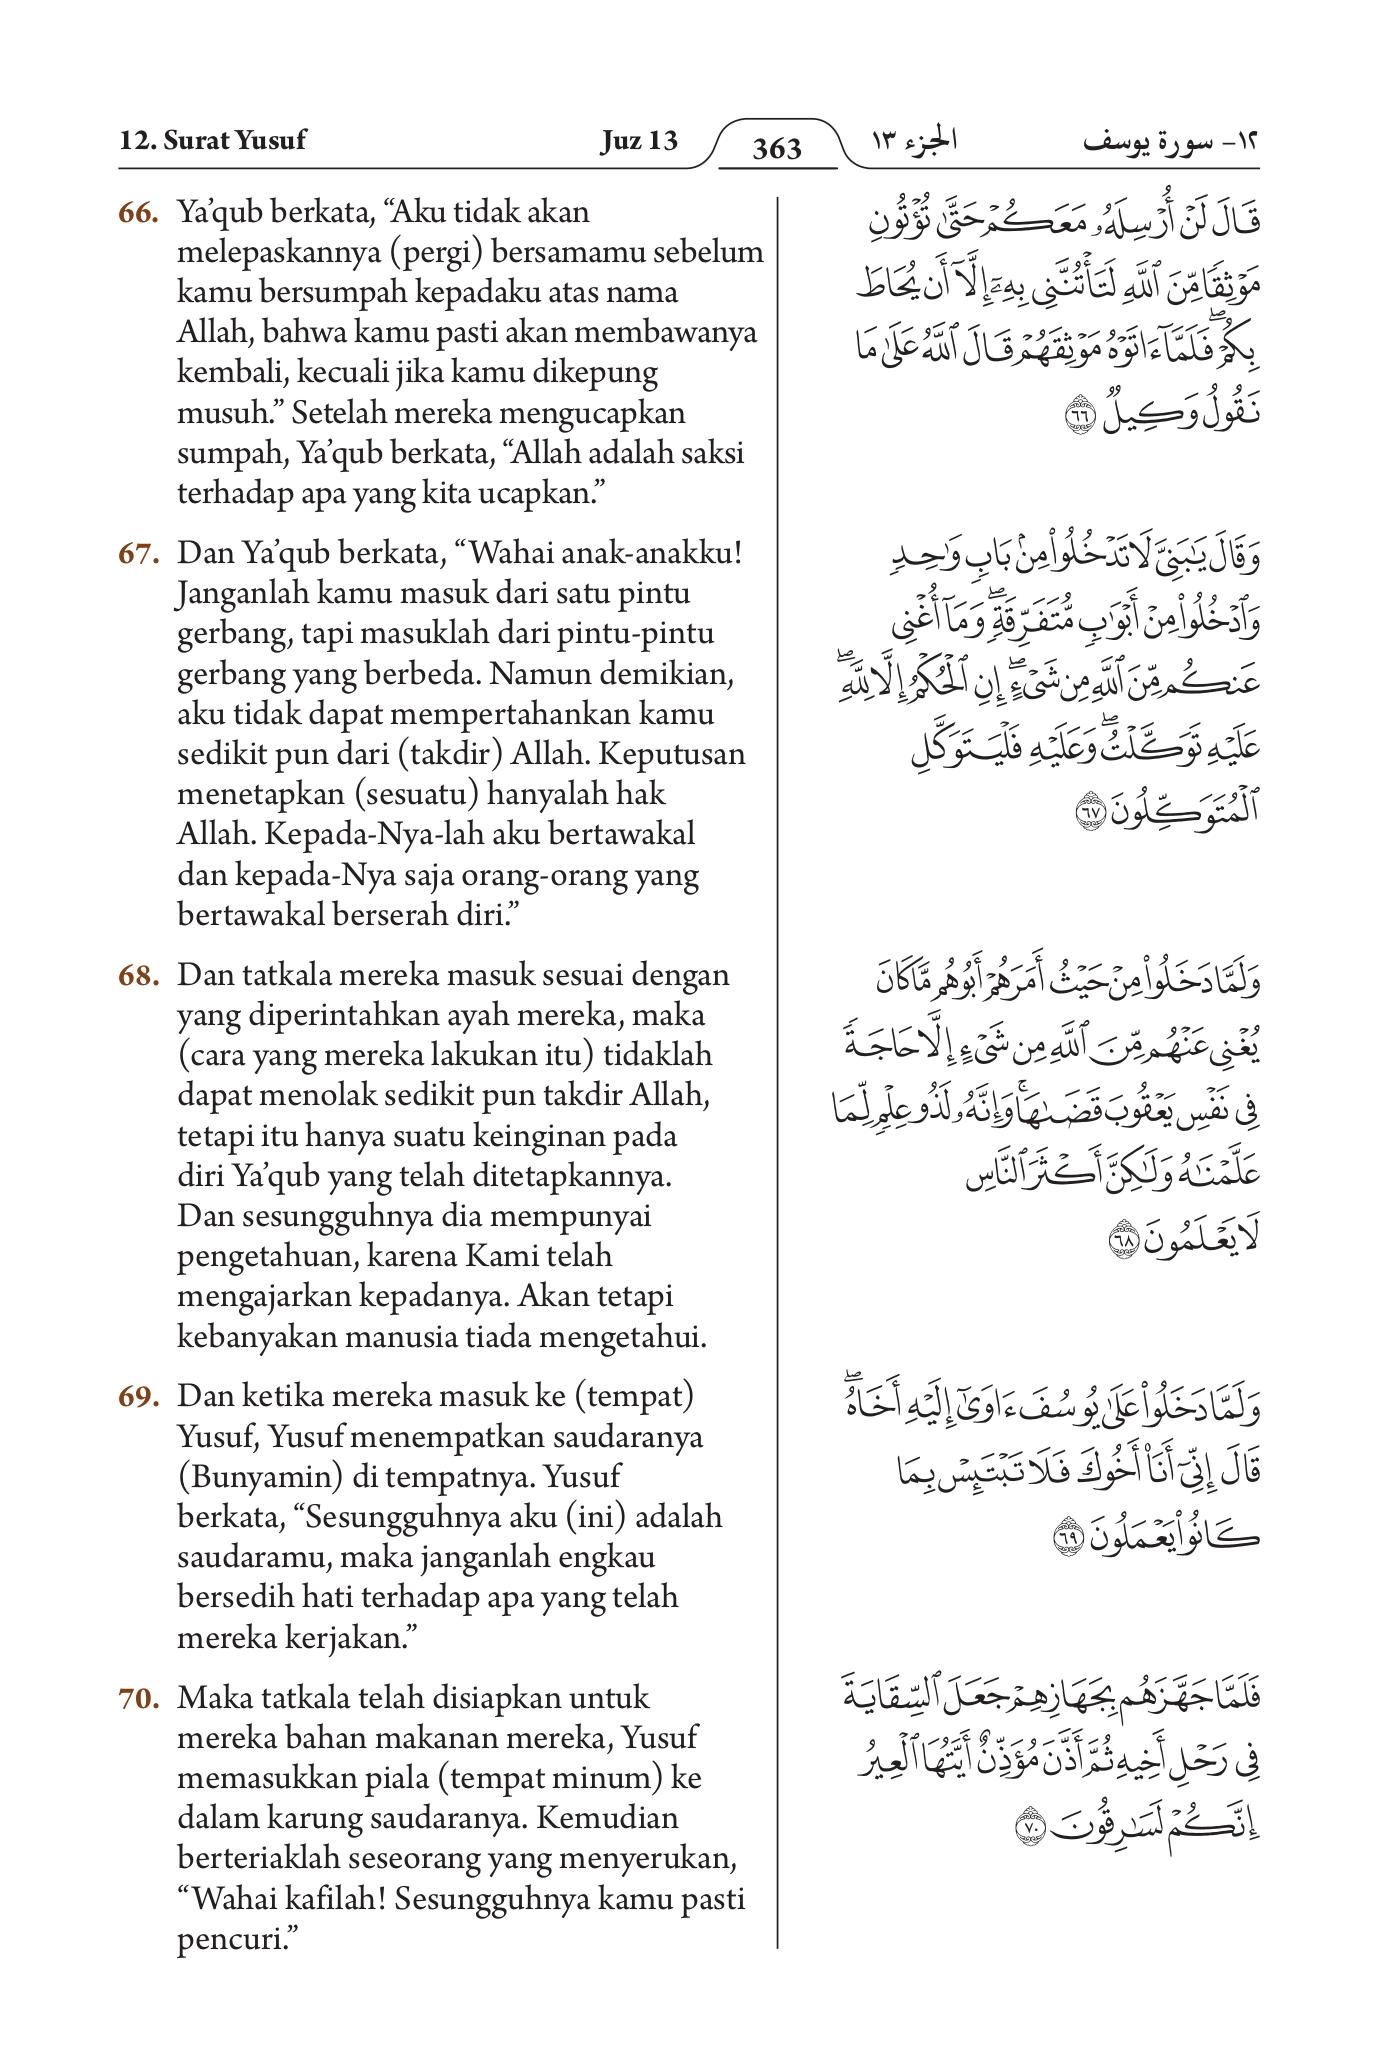 12. Surat Yusuf
Juz 13
363
الجزء ١٣
١٢- سورة يوسف
66. Ya’qub berkata, “Aku tidak akan
melepaskannya (pergi) bersamamu sebelum
kamu bersumpah kepadaku atas nama
Allah, bahwa kamu pasti akan membawanya
kembali, kecuali jika kamu dikepung
musuh.” Setelah mereka mengucapkan
sumpah, Ya’qub berkata, “Allah adalah saksi
terhadap apa yang kita ucapkan.”
قَالَ لَنْ أُرْسِلَهُۥ مَعَكُمْ حَتَّىٰ تُؤْتُونِ
مَوْثِقًا مِّنَ ٱللَّهِ لَتَأْتُنَّنِى بِهِۦٓ إِلَّآ أَن يُحَاطَ
بِكُمْ ۖ فَلَمَّآ ءَاتَوْهُ مَوْثِقَهُمْ قَالَ ٱللَّهُ عَلَىٰ مَا
نَقُولُ وَكِيلٌ ٦٦
67. Dan Ya’qub berkata, “Wahai anak-anakku!
Janganlah kamu masuk dari satu pintu
gerbang, tapi masuklah dari pintu-pintu
gerbang yang berbeda. Namun demikian,
aku tidak dapat mempertahankan kamu
sedikit pun dari (takdir) Allah. Keputusan
menetapkan (sesuatu) hanyalah hak
Allah. Kepada-Nya-lah aku bertawakal
dan kepada-Nya saja orang-orang yang
bertawakal berserah diri.”
وَقَالَ يَـٰبَنِىَّ لَا تَدْخُلُوا۟ مِنۢ بَابٍ وَٰحِدٍ
وَٱدْخُلُوا۟ مِنْ أَبْوَٰبٍ مُّتَفَرِّقَةٍ ۖ وَمَآ أُغْنِى
عَنكُم مِّنَ ٱللَّهِ مِن شَىْءٍ ۖ إِنِ ٱلْحُكْمُ إِلَّا لِلَّهِ ۖ
عَلَيْهِ تَوَكَّلْتُ ۖ وَعَلَيْهِ فَلْيَتَوَكَّلِ
ٱلْمُتَوَكِّلُونَ ٦٧
68. Dan tatkala mereka masuk sesuai dengan
yang diperintahkan ayah mereka, maka
(cara yang mereka lakukan itu) tidaklah
dapat menolak sedikit pun takdir Allah,
tetapi itu hanya suatu keinginan pada
diri Ya’qub yang telah ditetapkannya.
Dan sesungguhnya dia mempunyai
pengetahuan, karena Kami telah
mengajarkan kepadanya. Akan tetapi
kebanyakan manusia tiada mengetahui.
وَلَمَّا دَخَلُوا۟ مِنْ حَيْثُ أَمَرَهُمْ أَبُوهُم مَّا كَانَ
يُغْنِى عَنْهُم مِّنَ ٱللَّهِ مِن شَىْءٍ إِلَّا حَاجَةً
فِى نَفْسِ يَعْقُوبَ قَضَىٰهَا ۚ وَإِنَّهُۥ لَذُو عِلْمٍ لِّمَا
عَلَّمْنَـٰهُ وَلَـٰكِنَّ أَكْثَرَ ٱلنَّاسِ
لَا يَعْلَمُونَ ٦٨
69. Dan ketika mereka masuk ke (tempat)
Yusuf, Yusuf menempatkan saudaranya
(Bunyamin) di tempatnya. Yusuf
berkata, “Sesungguhnya aku (ini) adalah
saudaramu, maka janganlah engkau
bersedih hati terhadap apa yang telah
mereka kerjakan.”
وَلَمَّا دَخَلُوا۟ عَلَىٰ يُوسُفَ ءَاوَىٰٓ إِلَيْهِ أَخَاهُ ۖ
قَالَ إِنِّىٓ أَنَا۠ أَخُوكَ فَلَا تَبْتَئِسْ بِمَا
كَانُوا۟ يَعْمَلُونَ ٦٩
70. Maka tatkala telah disiapkan untuk
mereka bahan makanan mereka, Yusuf
memasukkan piala (tempat minum) ke
dalam karung saudaranya. Kemudian
berteriaklah seseorang yang menyerukan,
“Wahai kafilah! Sesungguhnya kamu pasti
pencuri.”
فَلَمَّا جَهَّزَهُم بِجَهَازِهِمْ جَعَلَ ٱلسِّقَايَةَ
فِى رَحْلِ أَخِيهِ ثُمَّ أَذَّنَ مُؤَذِّنٌ أَيَّتُهَا ٱلْعِيرُ
إِنَّكُمْ لَسَـٰرِقُونَ ٧٠